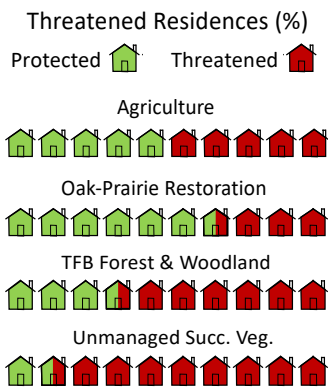 Threatened Residences (%)
Protected Threatened
Agriculture
Oak-Prairie Restoration
TFB Forest & Woodland
Unmanaged Succ. Veg.